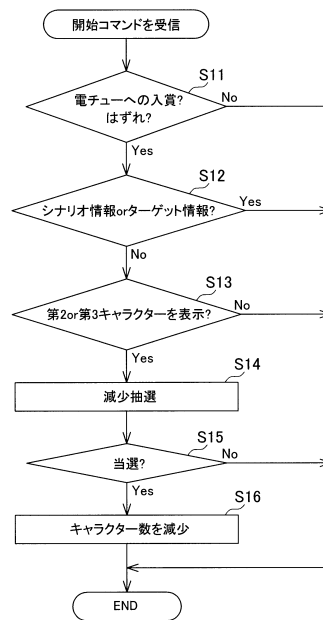 開始コマンドを受信
S11
電チューへの入賞?
はずれ?
No
Yes
S12
シナリオ情報orターゲット情報?
Yes
No
S13
第2or第3キャラクターを表示?
No
Yes
S14
減少抽選
S15
当選?
No
Yes
S16
キャラクター数を減少
END